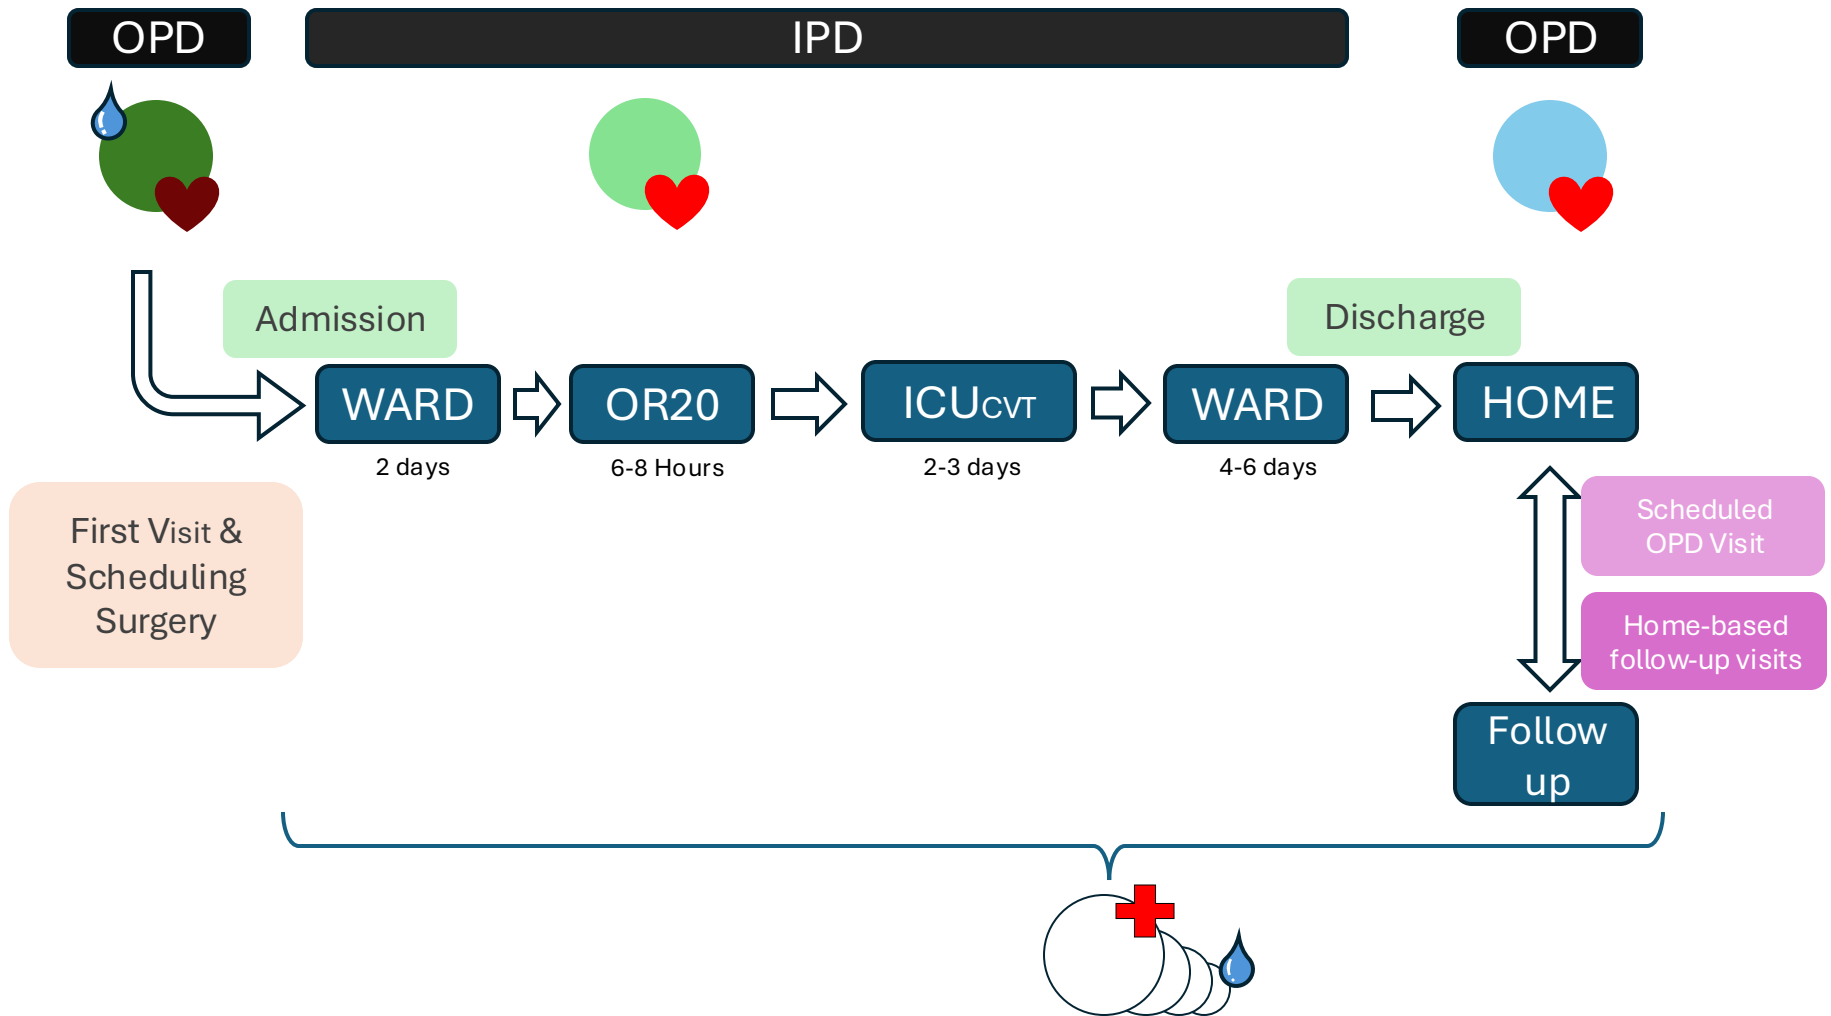 OPD
IPD
OPD
Admission
Discharge
WARD
OR20
ICUCVT
WARD
HOME
2 days
6-8 Hours
2-3 days
4-6 days
First Visit &
Scheduling
Surgery
Scheduled
OPD Visit
Home-based
follow-up visits
Follow
up